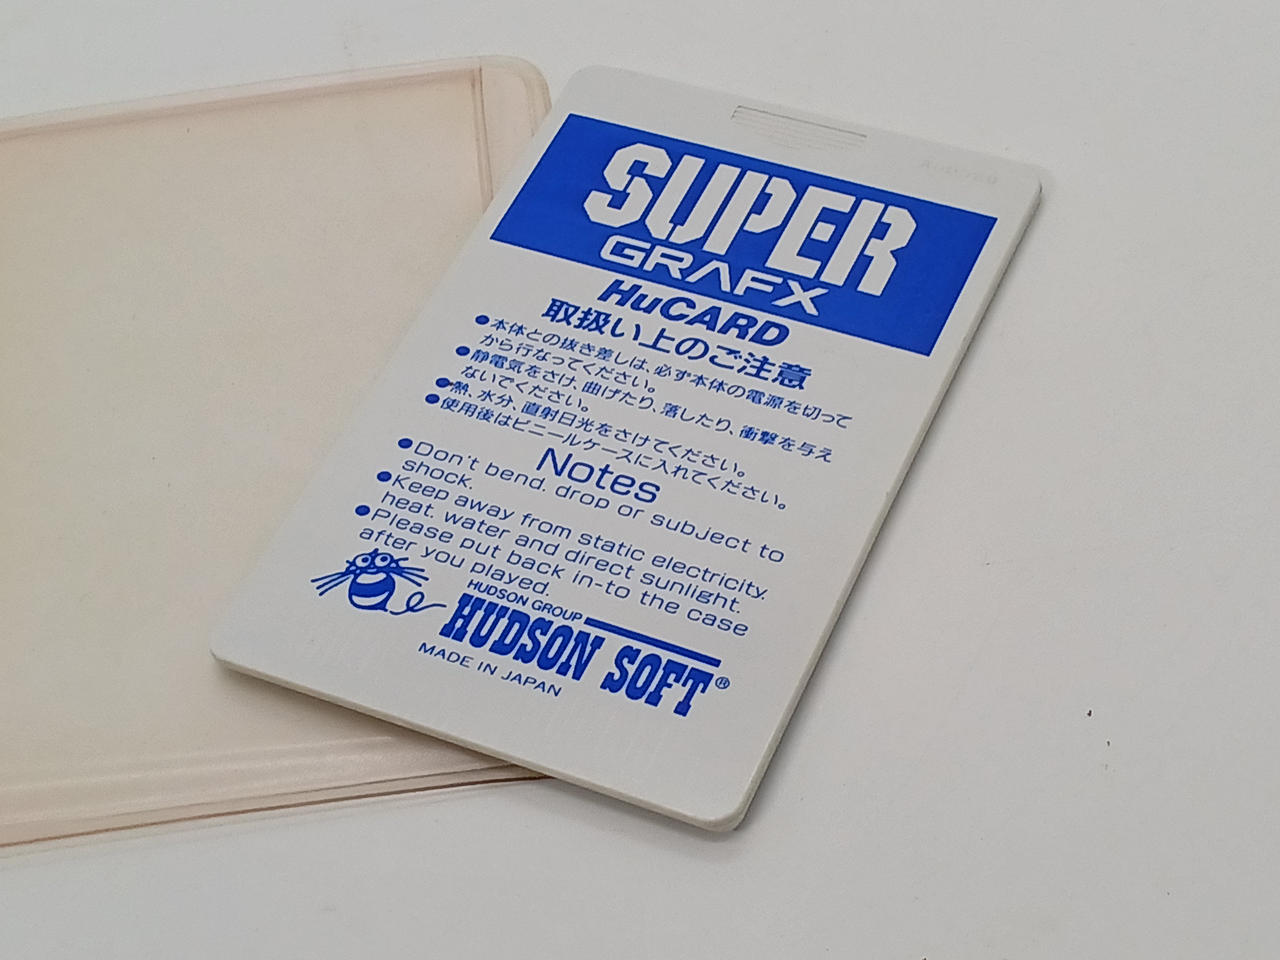 SUPER
GRAFX
HuCARD
取扱い上のご注意
●本体との抜き差しは、必ず本体の電源を切って
から行なってください。
●静電気をさけ、曲げたり、落したり、衝撃を与え
ないでください。
●熱、水分、直射日光をさけてください。
●使用後はビニールケースに入れてください。
Notes
●Don't bend. drop or subject to
shock.
●Keep away from static electricity.
heat. water and direct sunlight.
●Please put back in-to the case
after you played.
HUDSON GROUP
HUDSON SOFT®
MADE IN JAPAN